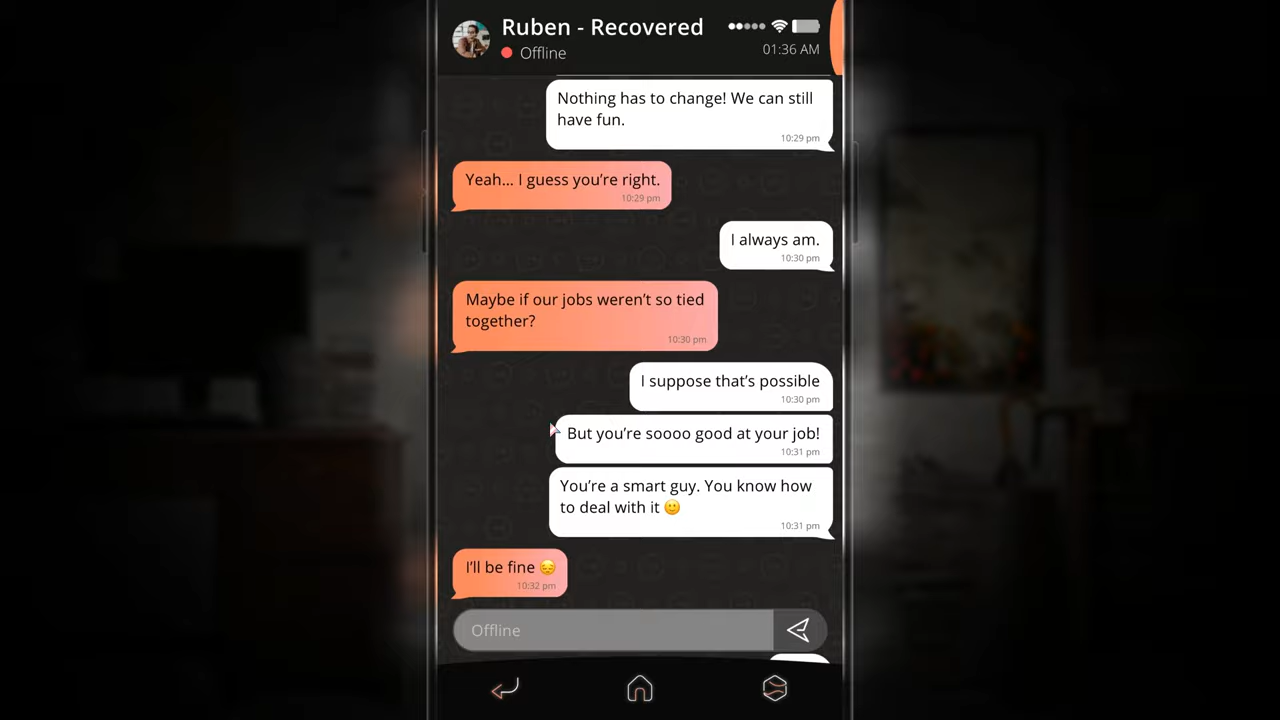 Ruben - Recovered
Offline
01:36 AM
Nothing has to change! We can still
have fun.
10:29 pm
Yeah... I guess you're right.
10:29 pm
I always am.
10:30 pm
Maybe if our jobs weren't so tied
together?
10:30 pm
I suppose that's possible
10:30 pm
But you're soooo good at your job!
10:31 pm
You're a smart guy. You know how
to deal with it 🙂
10:31 pm
I'll be fine 😔
10:32 pm
Offline